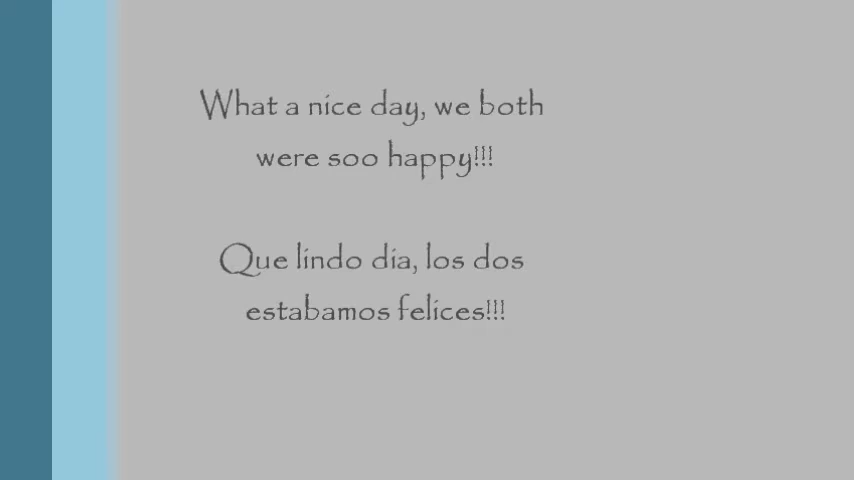 What a nice day, we both
were soo happy!!!
Que lindo dia, los dos
estabamos felices!!!